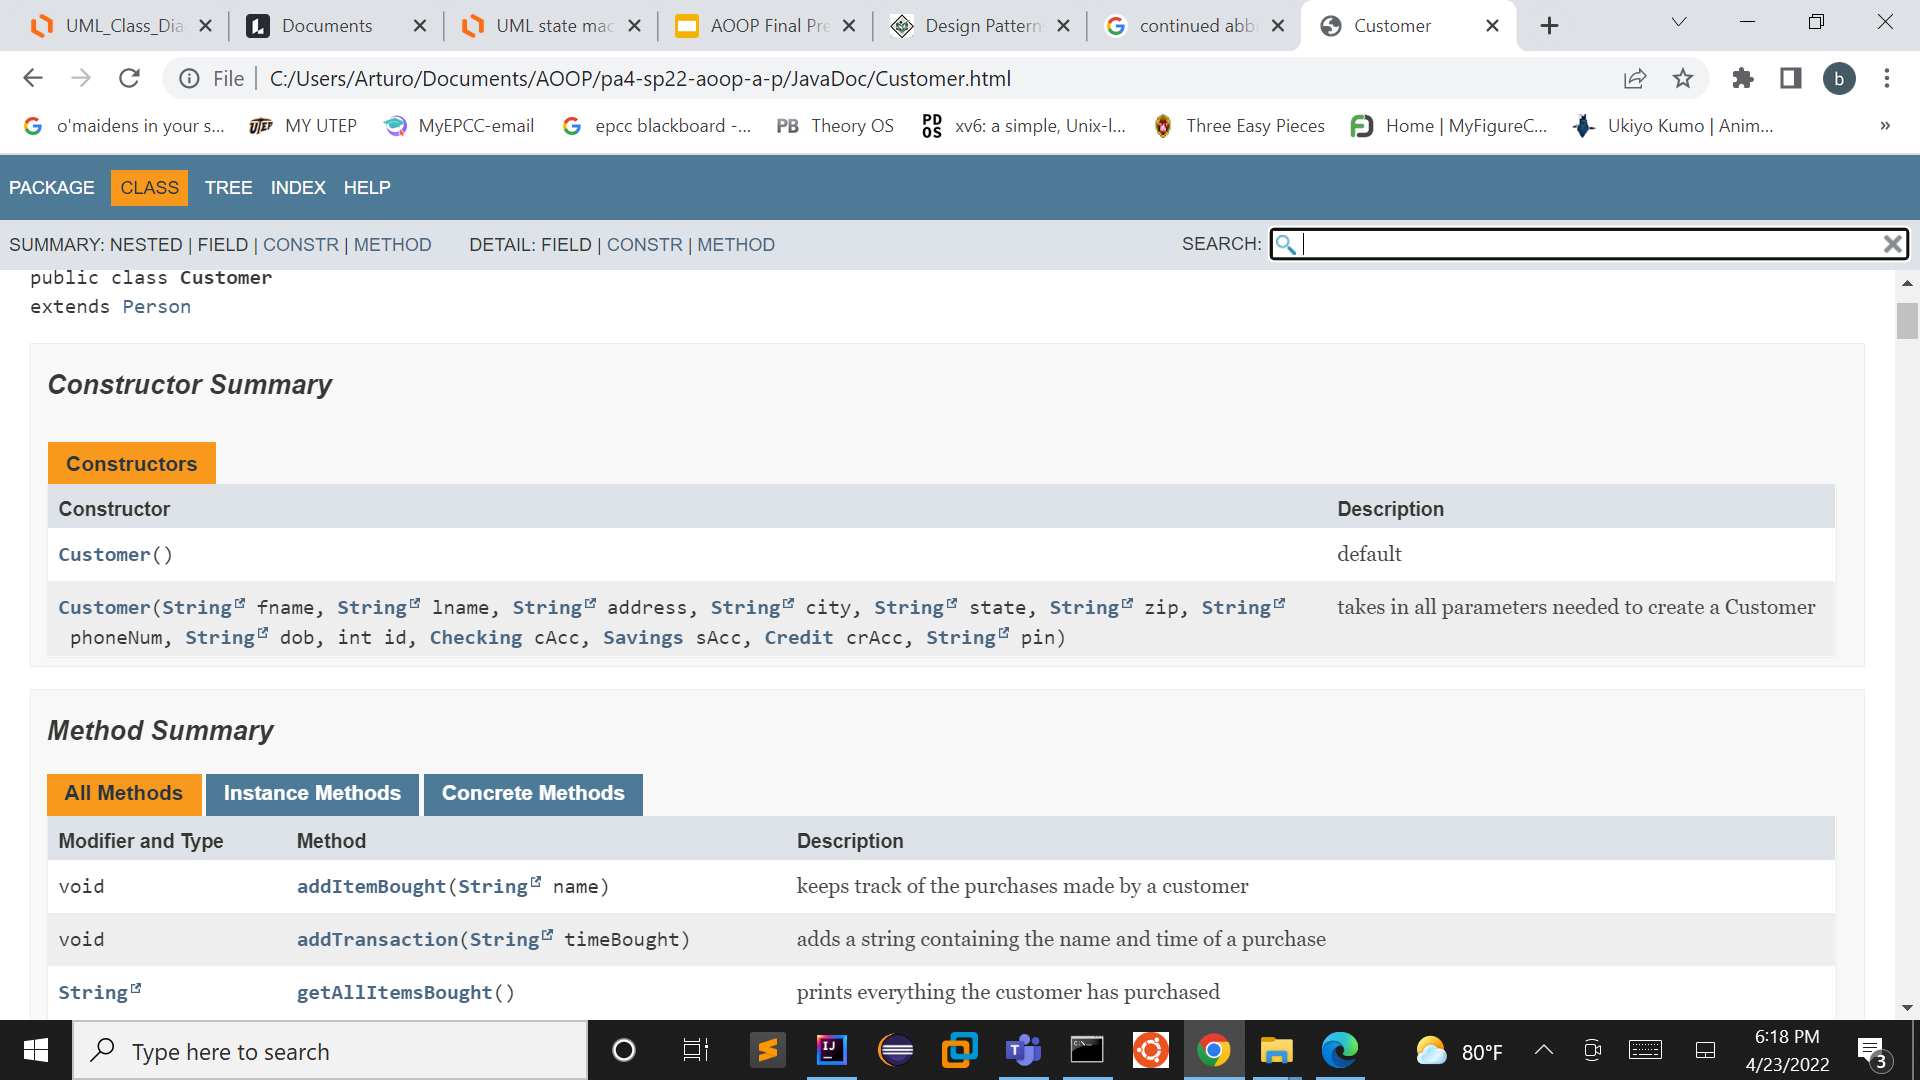 UML_Class_Dia
Documents
UML state mac
AOOP Final Pre
Design Pattern
continued abb
Customer
File
C:/Users/Arturo/Documents/AOOP/pa4-sp22-aoop-a-p/JavaDoc/Customer.html
b
o'maidens in your s...
UTEP
MY UTEP
MyEPCC-email
epcc blackboard -...
PB Theory OS
PDOS
xv6: a simple, Unix-l...
Three Easy Pieces
Home | MyFigureC...
Ukiyo Kumo | Anim...
»
PACKAGE CLASS TREE INDEX HELP
SUMMARY: NESTED | FIELD | CONSTR | METHOD DETAIL: FIELD | CONSTR | METHOD SEARCH:
public class Customer
extends Person
Constructor Summary
Constructors
Constructor Description
Customer() default
Customer(String fname, String lname, String address, String city, String state, String zip, String takes in all parameters needed to create a Customer
phoneNum, String dob, int id, Checking cAcc, Savings sAcc, Credit crAcc, String pin)
Method Summary
All Methods Instance Methods Concrete Methods
Modifier and Type Method Description
void addItemBought(String name) keeps track of the purchases made by a customer
void addTransaction(String timeBought) adds a string containing the name and time of a purchase
String getAllItemsBought() prints everything the customer has purchased
Type here to search
80°F
6:18 PM
4/23/2022
3